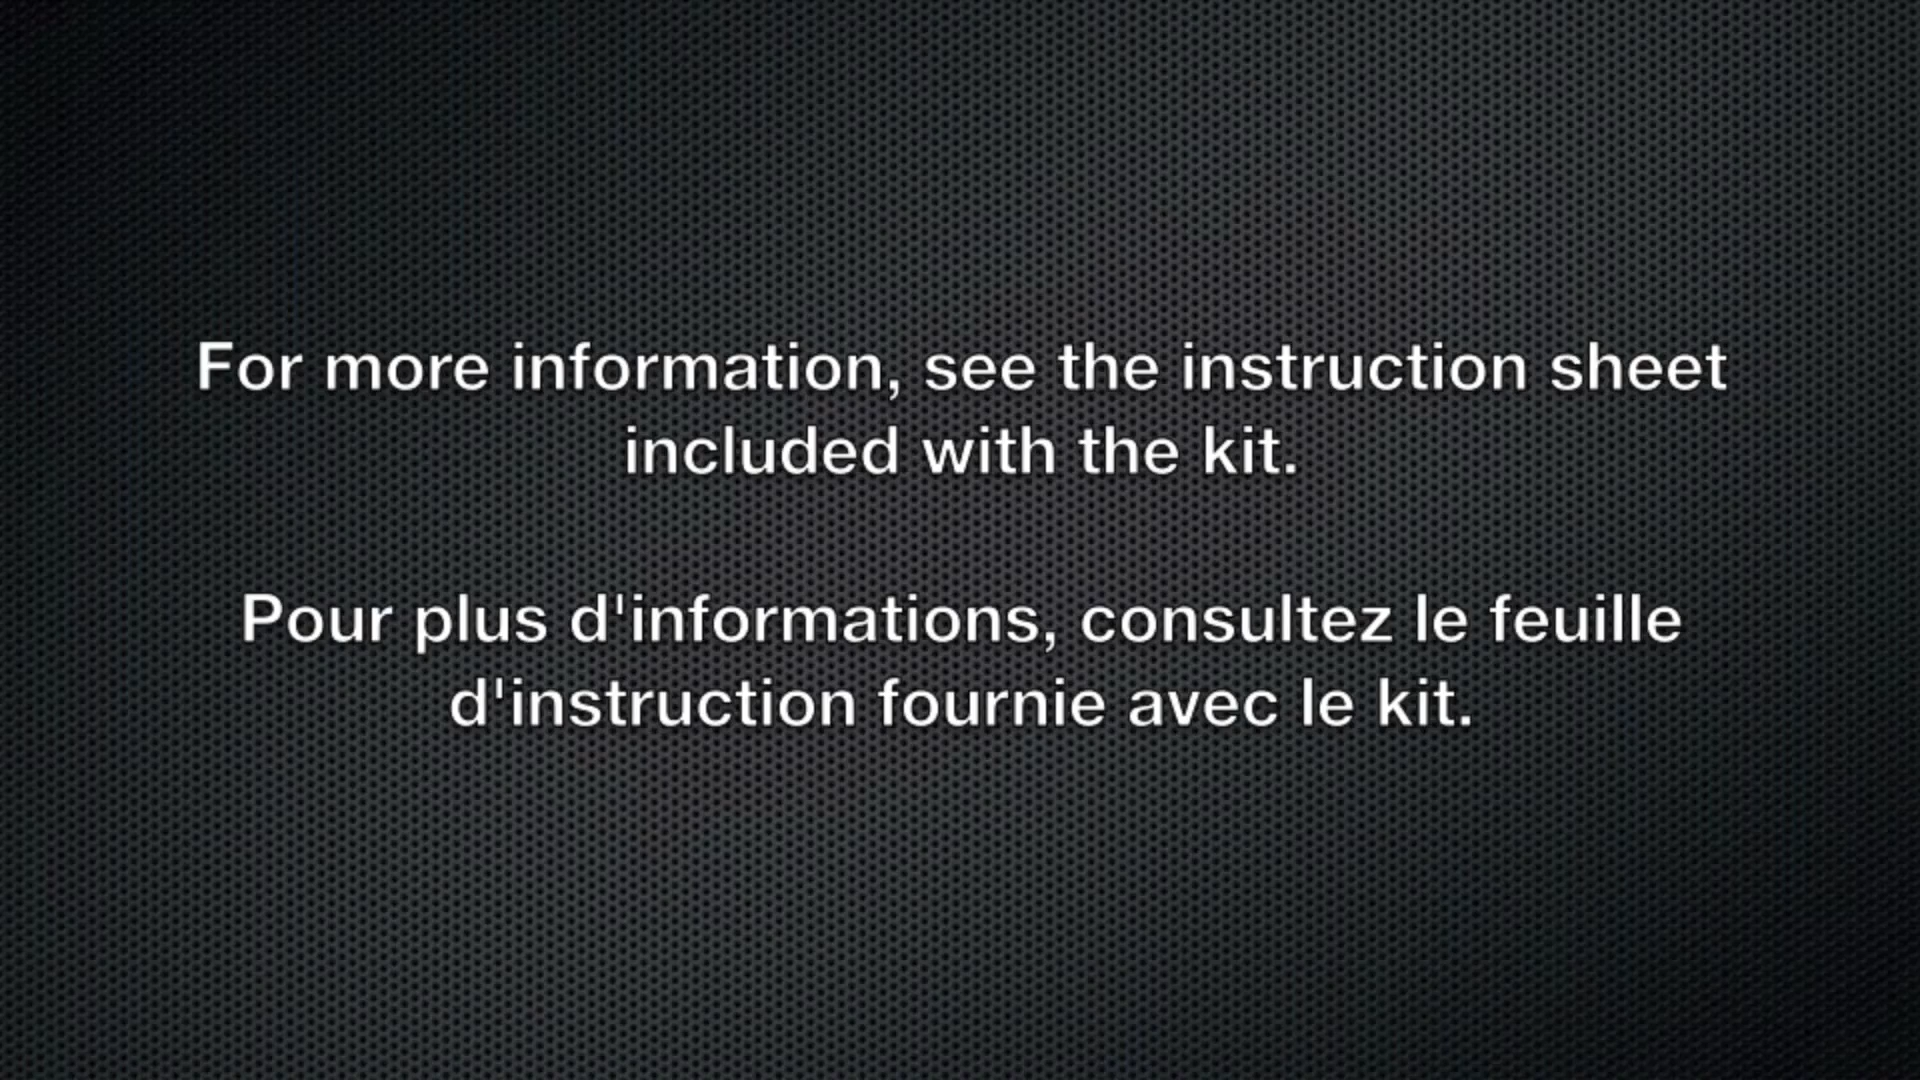 For more information, see the instruction sheet
included with the kit.
Pour plus d'informations, consultez le feuille
d'instruction fournie avec le kit.